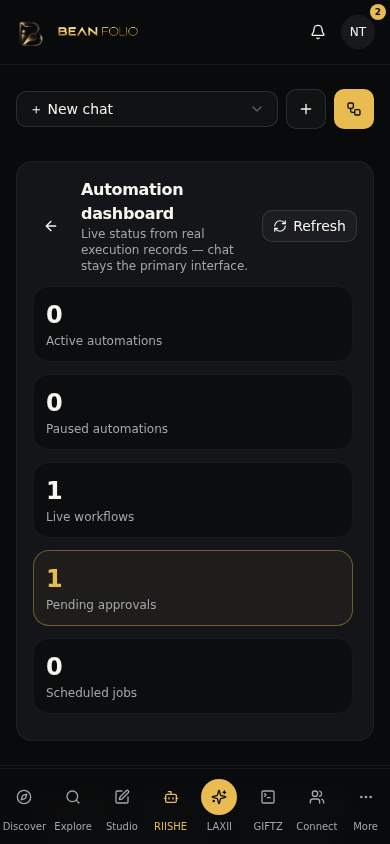 BEAN FOLIO
NT
2
+ New chat
Automation
dashboard
Live status from real
execution records — chat
stays the primary interface.
Refresh
0
Active automations
0
Paused automations
1
Live workflows
1
Pending approvals
0
Scheduled jobs
Discover
Explore
Studio
RIISHE
LAXII
GIFTZ
Connect
More